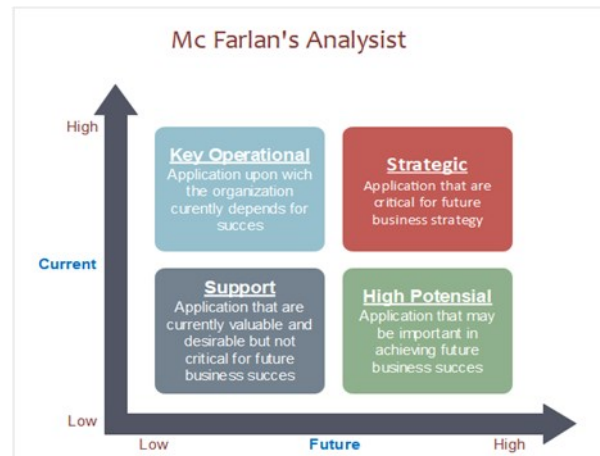 Mc Farlan's Analysist
High
Key Operational
Application upon wich
the organization
curently depends for
succes
Strategic
Application that are
critical for future
business strategy
Current
Support
Application that are
currently valuable and
desirable but not
critical for future
business succes
High Potensial
Application that may
be important in
achieving future
business succes
Low
Low
Future
High